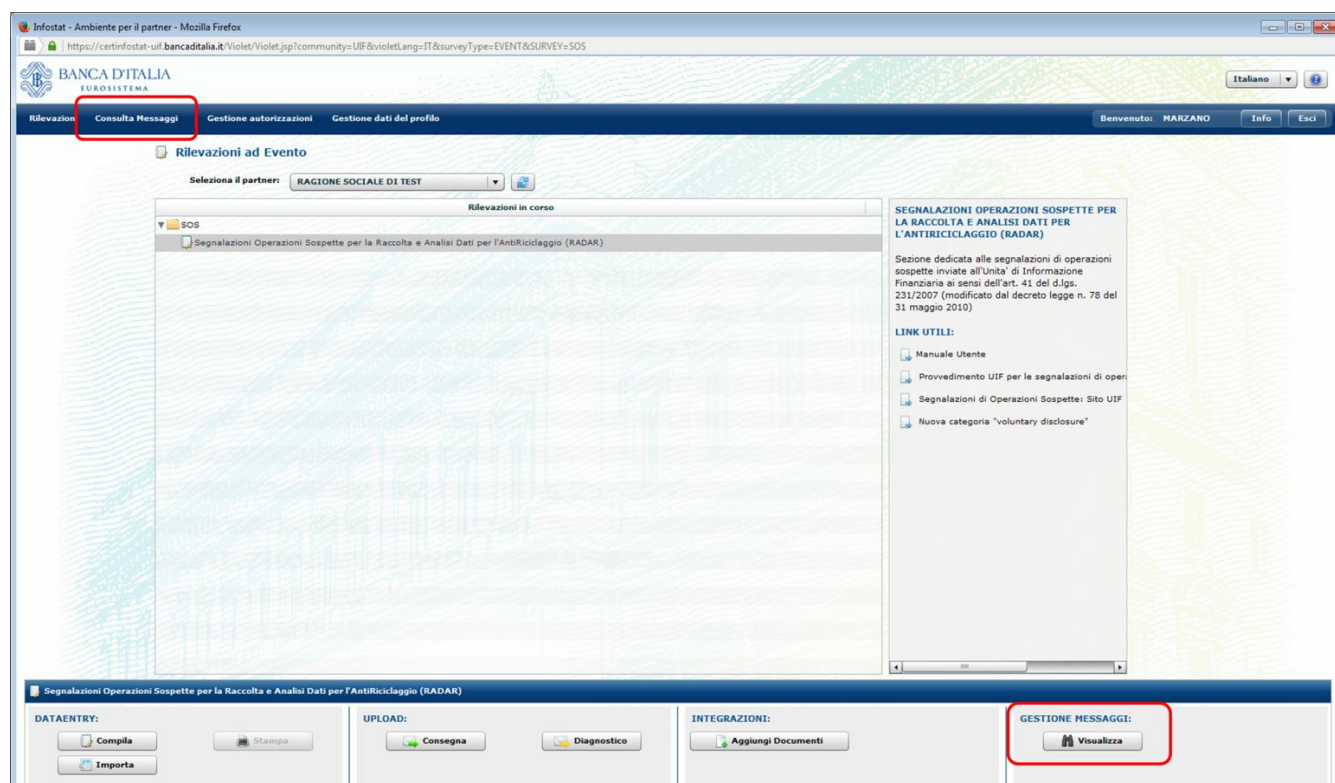 Infostat - Ambiente per il partner - Mozilla Firefox
https://certinfostat-uif.bancaditalia.it/Violet/Violet.jsp?community=UIF&violetLang=IT&surveyType=EVENT&SURVEY=SOS
BANCA D'ITALIA
EUROSISTEMA
Italiano
Rilevazion Consulta Messaggi Gestione autorizzazioni Gestione dati del profilo Benvenuto: MARZANO Info Esci
Rilevazioni ad Evento
Seleziona il partner: RAGIONE SOCIALE DI TEST
Rilevazioni in corso
SOS
Segnalazioni Operazioni Sospette per la Raccolta e Analisi Dati per l'AntiRiciclaggio (RADAR)
SEGNALAZIONI OPERAZIONI SOSPETTE PER
LA RACCOLTA E ANALISI DATI PER
L'ANTIRICICLAGGIO (RADAR)
Sezione dedicata alle segnalazioni di operazioni
sospette inviate all'Unita' di Informazione
Finanziaria ai sensi dell'art. 41 del d.lgs.
231/2007 (modificato dal decreto legge n. 78 del
31 maggio 2010)
LINK UTILI:
Manuale Utente
Provvedimento UIF per le segnalazioni di oper
Segnalazioni di Operazioni Sospette: Sito UIF
Nuova categoria "voluntary disclosure"
Segnalazioni Operazioni Sospette per la Raccolta e Analisi Dati per l'AntiRiciclaggio (RADAR)
DATAENTRY: UPLOAD: INTEGRAZIONI: GESTIONE MESSAGGI:
Compila Stampa Consegna Diagnostico Aggiungi Documenti Visualizza
Importa